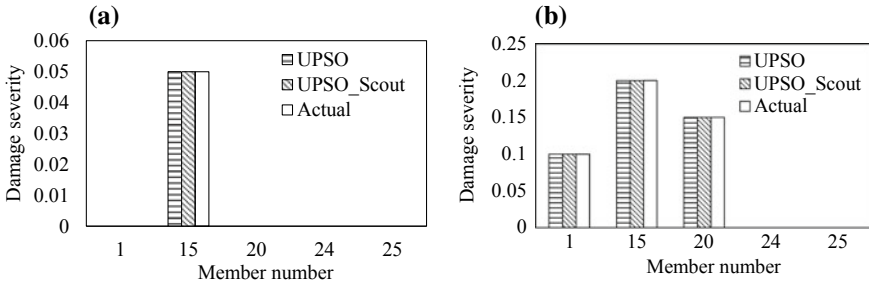 (a)
Damage severity
0.06
0.05
0.04
0.03
0.02
0.01
0
UPSO
UPSO_Scout
Actual
1 15 20 24 25
Member number
(b)
Damage severity
0.25
0.2
0.15
0.1
0.05
0
UPSO
UPSO_Scout
Actual
1 15 20 24 25
Member number